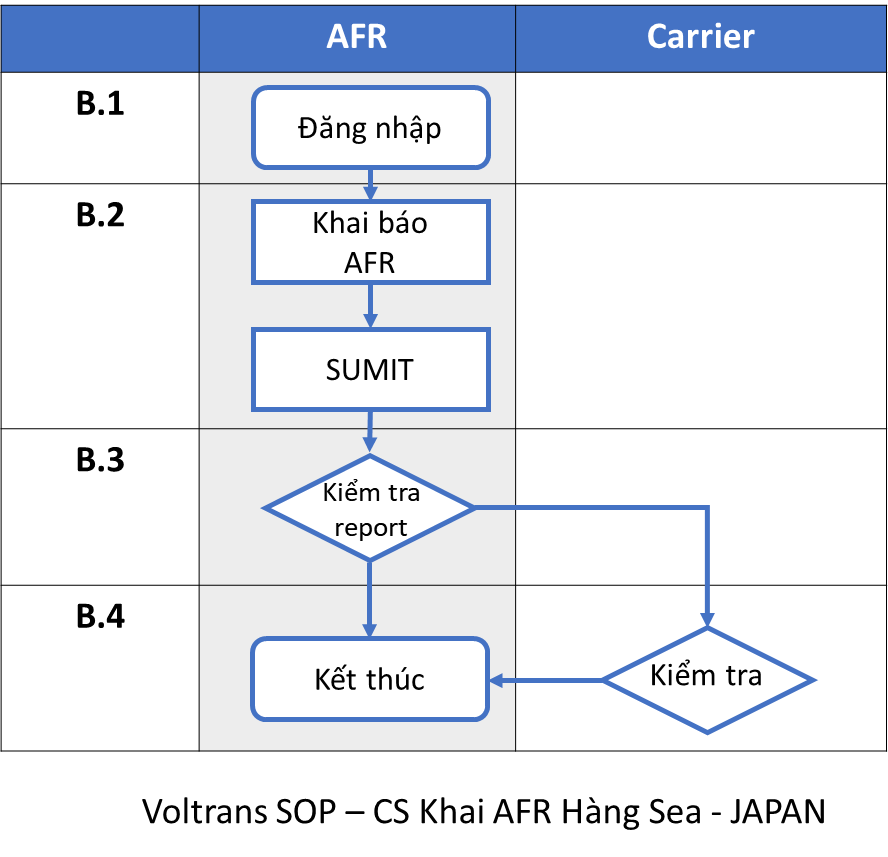 AFR
Carrier
B.1
Đăng nhập
B.2
Khai báo
AFR
SUMIT
B.3
Kiểm tra
report
B.4
Kết thúc
Kiểm tra
Voltrans SOP – CS Khai AFR Hàng Sea - JAPAN